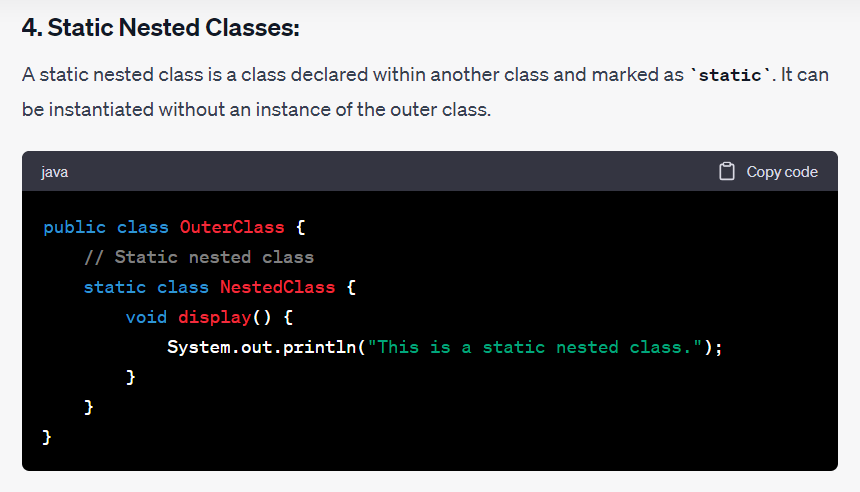 4. Static Nested Classes:
A static nested class is a class declared within another class and marked as `static`. It can
be instantiated without an instance of the outer class.
java
Copy code
public class OuterClass {
    // Static nested class
    static class NestedClass {
        void display() {
            System.out.println("This is a static nested class.");
        }
    }
}